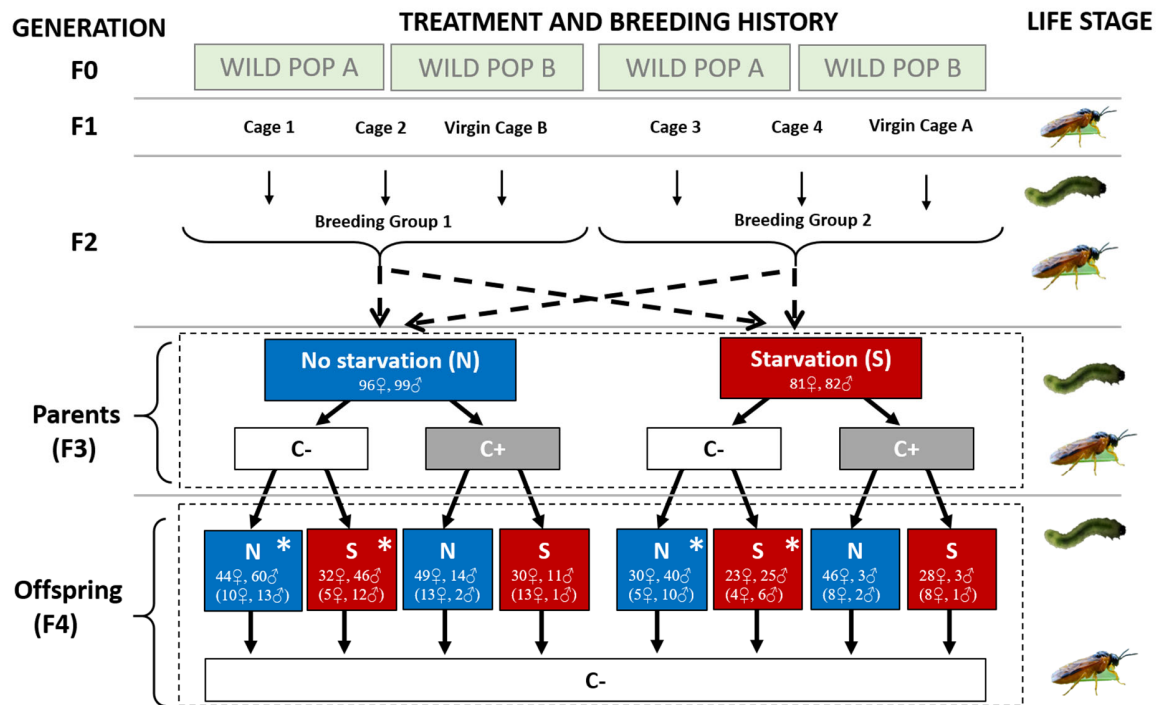 GENERATION
TREATMENT AND BREEDING HISTORY
LIFE STAGE
F0
WILD POP A
WILD POP B
WILD POP A
WILD POP B
F1
Cage 1
Cage 2
Virgin Cage B
Cage 3
Cage 4
Virgin Cage A
F2
Breeding Group 1
Breeding Group 2
Parents
(F3)
No starvation (N)
96♀, 99♂
Starvation (S)
81♀, 82♂
C-
C+
C-
C+
Offspring
(F4)
N *
44♀, 60♂
(10♀, 13♂)
S *
32♀, 46♂
(5♀, 12♂)
N
49♀, 14♂
(13♀, 2♂)
S
30♀, 11♂
(13♀, 1♂)
N *
30♀, 40♂
(5♀, 10♂)
S *
23♀, 25♂
(4♀, 6♂)
N
46♀, 3♂
(8♀, 2♂)
S
28♀, 3♂
(8♀, 1♂)
C-